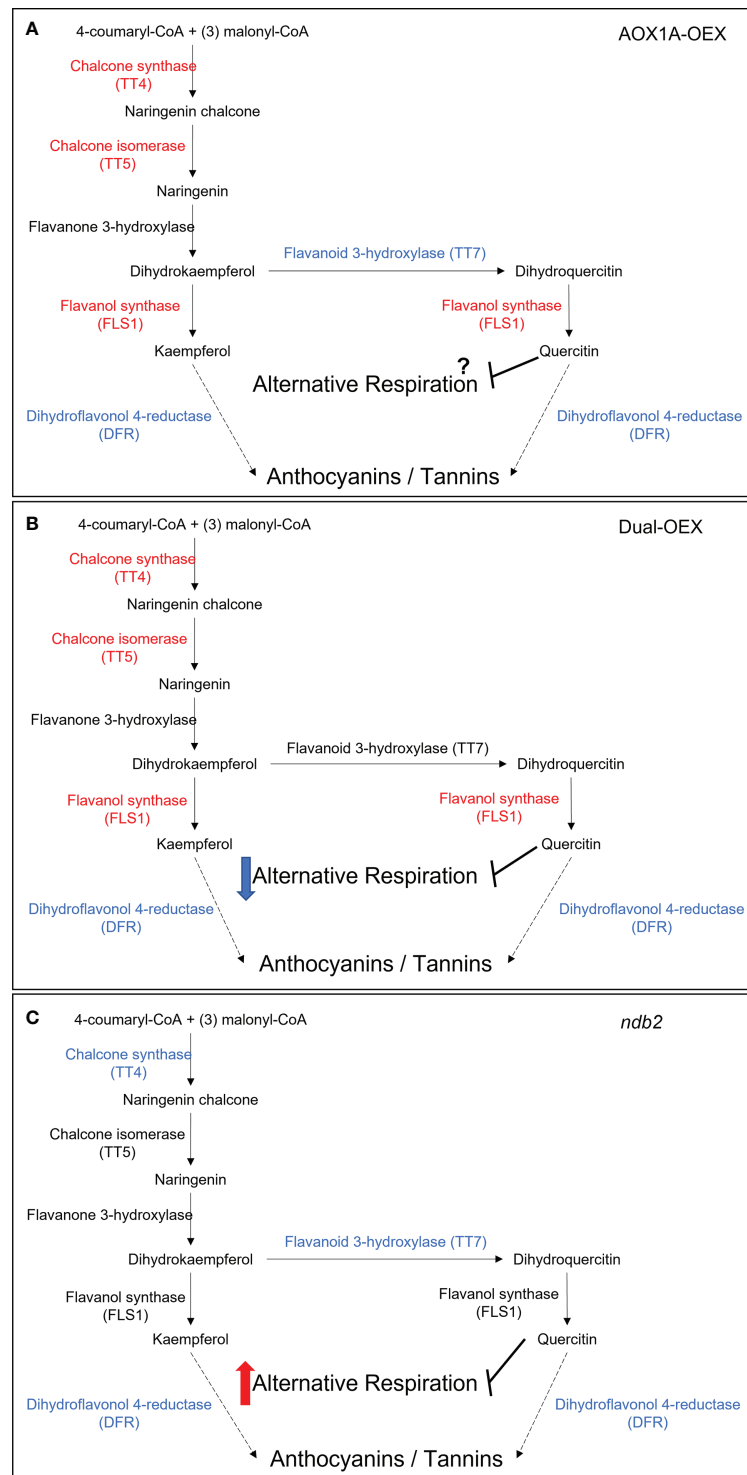 A
AOX1A-OEX
4-coumaryl-CoA + (3) malonyl-CoA
Chalcone synthase
(TT4)
Naringenin chalcone
Chalcone isomerase
(TT5)
Naringenin
Flavanone 3-hydroxylase
Flavanoid 3-hydroxylase (TT7)
Dihydrokaempferol
Dihydroquercitin
Flavanol synthase
(FLS1)
Flavanol synthase
(FLS1)
Kaempferol
Quercitin
?
Alternative Respiration
Dihydroflavonol 4-reductase
(DFR)
Dihydroflavonol 4-reductase
(DFR)
Anthocyanins / Tannins
B
Dual-OEX
4-coumaryl-CoA + (3) malonyl-CoA
Chalcone synthase
(TT4)
Naringenin chalcone
Chalcone isomerase
(TT5)
Naringenin
Flavanone 3-hydroxylase
Flavanoid 3-hydroxylase (TT7)
Dihydrokaempferol
Dihydroquercitin
Flavanol synthase
(FLS1)
Flavanol synthase
(FLS1)
Kaempferol
Quercitin
Alternative Respiration
Dihydroflavonol 4-reductase
(DFR)
Dihydroflavonol 4-reductase
(DFR)
Anthocyanins / Tannins
C
ndb2
4-coumaryl-CoA + (3) malonyl-CoA
Chalcone synthase
(TT4)
Naringenin chalcone
Chalcone isomerase
(TT5)
Naringenin
Flavanone 3-hydroxylase
Flavanoid 3-hydroxylase (TT7)
Dihydrokaempferol
Dihydroquercitin
Flavanol synthase
(FLS1)
Flavanol synthase
(FLS1)
Kaempferol
Quercitin
Alternative Respiration
Dihydroflavonol 4-reductase
(DFR)
Dihydroflavonol 4-reductase
(DFR)
Anthocyanins / Tannins